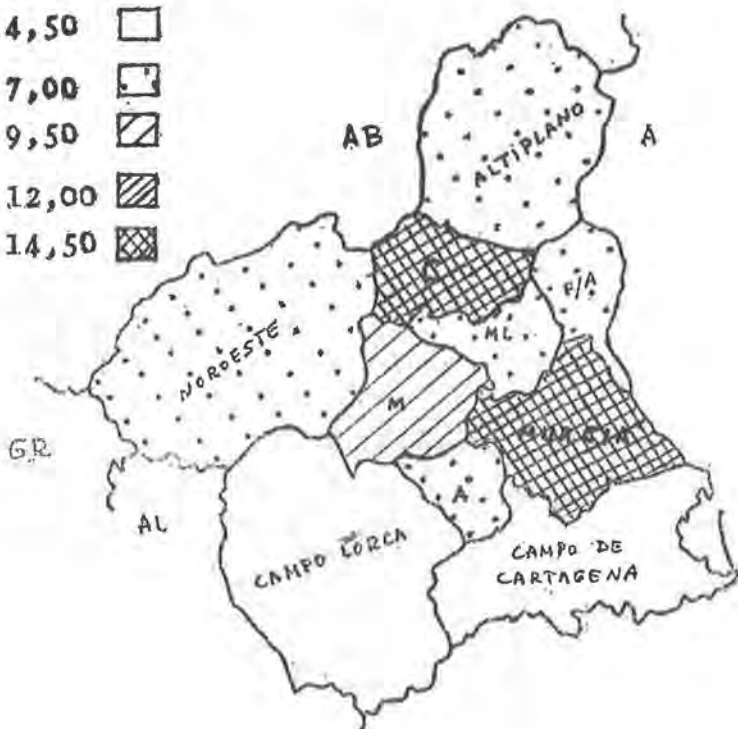 4,50
7,00
9,50
12,00
14,50
AB
A
ALTIPLANO
F/A
ML
NOROESTE
M
MURCIA
GR
AL
A
CAMPO LORCA
CAMPO DE
CARTAGENA